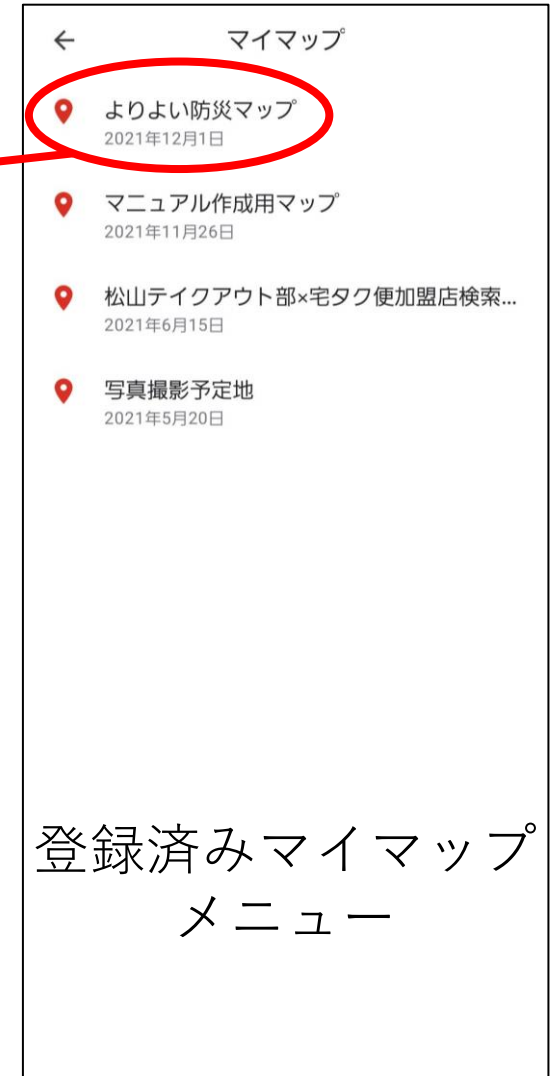 マイマップ
よりよい防災マップ
2021年12月1日
マニュアル作成用マップ
2021年11月26日
松山テイクアウト部×宅タク便加盟店検索...
2021年6月15日
写真撮影予定地
2021年5月20日
登録済みマイマップ
メニュー